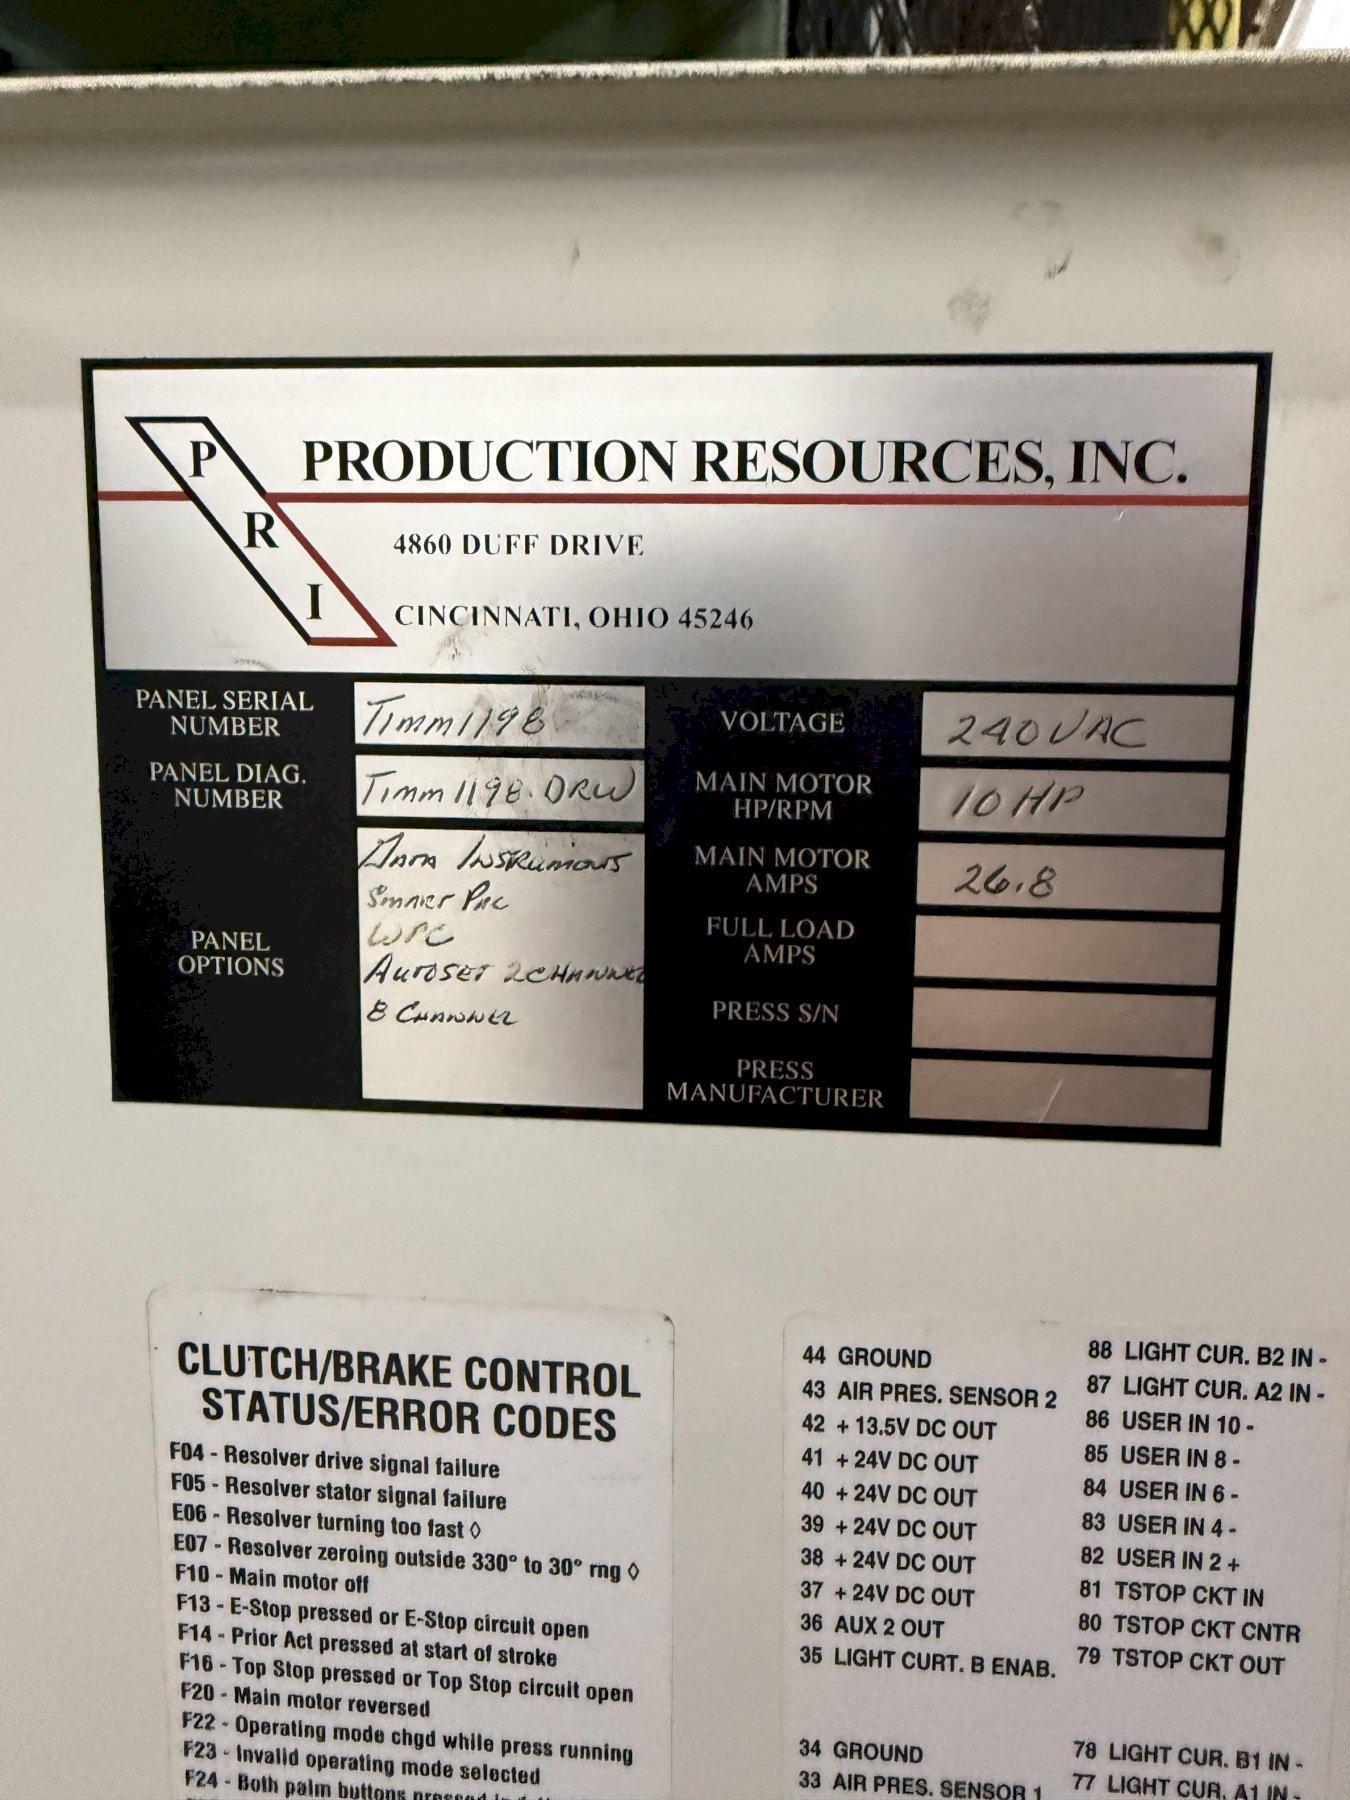 P
R
I
PRODUCTION RESOURCES, INC.
4860 DUFF DRIVE
CINCINNATI, OHIO 45246
PANEL SERIAL
NUMBER
TIMM1198
PANEL DIAG.
NUMBER
TIMM1198.DRW
PANEL
OPTIONS
DATA INSTRUMENTS
SMART PAC
WPC
AUTOSET 2 CHANNEL
8 CHANNEL
VOLTAGE
240VAC
MAIN MOTOR
HP/RPM
10 HP
MAIN MOTOR
AMPS
26.8
FULL LOAD
AMPS
PRESS S/N
PRESS
MANUFACTURER
CLUTCH/BRAKE CONTROL
STATUS/ERROR CODES
F04 - Resolver drive signal failure
F05 - Resolver stator signal failure
E06 - Resolver turning too fast ◊
E07 - Resolver zeroing outside 330° to 30° rng ◊
F10 - Main motor off
F13 - E-Stop pressed or E-Stop circuit open
F14 - Prior Act pressed at start of stroke
F16 - Top Stop pressed or Top Stop circuit open
F20 - Main motor reversed
F22 - Operating mode chgd while press running
F23 - Invalid operating mode selected
F24 - Both palm buttons pressed
44 GROUND
43 AIR PRES. SENSOR 2
42 + 13.5V DC OUT
41 + 24V DC OUT
40 + 24V DC OUT
39 + 24V DC OUT
38 + 24V DC OUT
37 + 24V DC OUT
36 AUX 2 OUT
35 LIGHT CURT. B ENAB.
34 GROUND
33 AIR PRES. SENSOR 1
88 LIGHT CUR. B2 IN -
87 LIGHT CUR. A2 IN -
86 USER IN 10 -
85 USER IN 8 -
84 USER IN 6 -
83 USER IN 4 -
82 USER IN 2 +
81 TSTOP CKT IN
80 TSTOP CKT CNTR
79 TSTOP CKT OUT
78 LIGHT CUR. B1 IN -
77 LIGHT CUR. A1 IN -